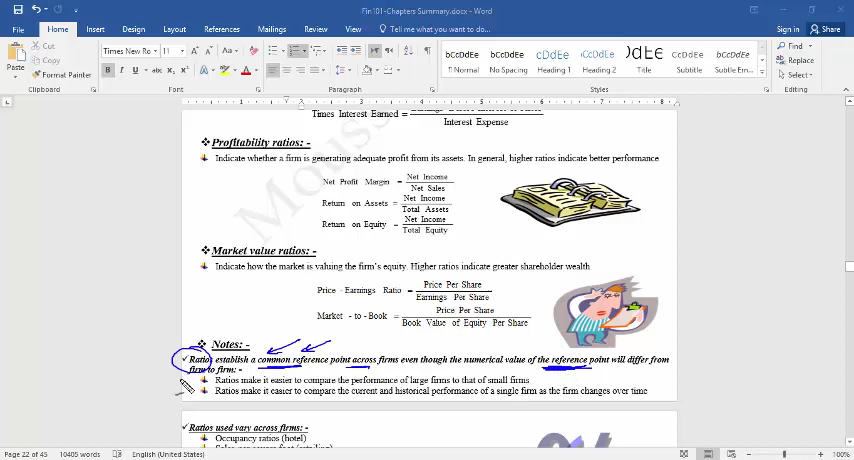 Fin101-Chapters Summary.docx - Word
Sign in Share
File Home Insert Design Layout References Mailings Review View Tell me what you want to do...
Paste Cut Copy Format Painter
Times New Ro 11
Find Replace Select
¶ Normal No Spacing Heading 1 Heading 2 Title Subtitle Subtle Em...
Clipboard Font Paragraph Styles Editing
Times Interest Earned =
Interest Expense
Profitability ratios: -
Indicate whether a firm is generating adequate profit from its assets. In general, higher ratios indicate better performance
Net Profit Margin = Net Income / Net Sales
Return on Assets = Net Income / Total Assets
Return on Equity = Net Income / Total Equity
Market value ratios: -
Indicate how the market is valuing the firm's equity. Higher ratios indicate greater shareholder wealth
Price - Earnings Ratio = Price Per Share / Earnings Per Share
Market - to - Book = Price Per Share / Book Value of Equity Per Share
Notes: -
Ratios establish a common reference point across firms even though the numerical value of the reference point will differ from
firm to firm: -
Ratios make it easier to compare the performance of large firms to that of small firms
Ratios make it easier to compare the current and historical performance of a single firm as the firm changes over time
Ratios used vary across firms:
Occupancy ratios (hotel)
Page 22 of 45 10405 words English (United States) 100%